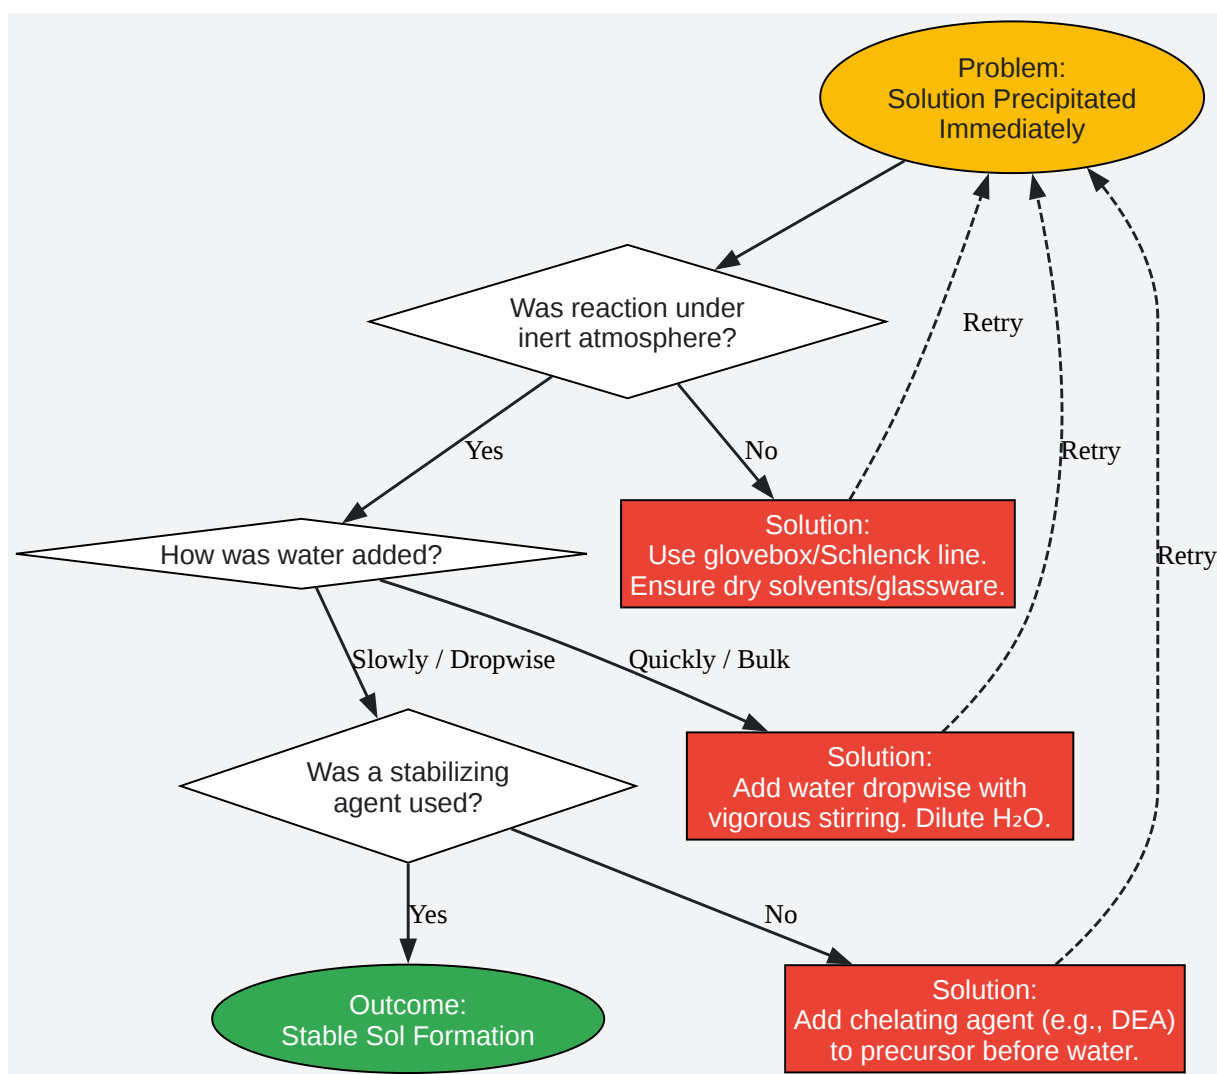 Problem:
Solution Precipitated
Immediately
Was reaction under
inert atmosphere?
Retry
Yes
No
Retry
Solution:
Use glovebox/Schlenck line.
Ensure dry solvents/glassware.
How was water added?
Retry
Slowly / Dropwise
Quickly / Bulk
Solution:
Add water dropwise with
vigorous stirring. Dilute H₂O.
Was a stabilizing
agent used?
Yes
No
Outcome:
Stable Sol Formation
Solution:
Add chelating agent (e.g., DEA)
to precursor before water.